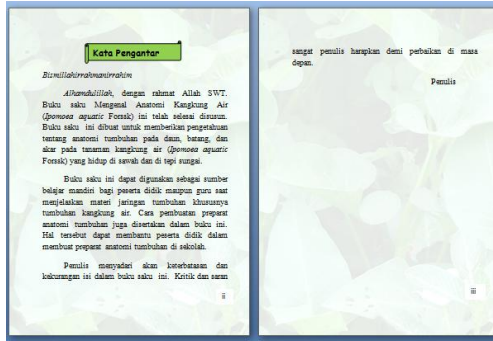 Kata Pengantar
Bismillahirrahmanirrahim
Alhamdulillah, dengan rahmat Allah SWT.
Buku saku Mengenal Anatomi Kangkung Air
(Ipomoea aquatic Forssk) ini telah selesai disusun.
Buku saku ini dibuat untuk memberikan pengetahuan
tentang anatomi tumbuhan pada daun, batang, dan
akar pada tanaman kangkung air (Ipomoea aquatic
Forssk) yang hidup di sawah dan di tepi sungai.
Buku saku ini dapat digunakan sebagai sumber
belajar mandiri bagi peserta didik maupun guru saat
menjelaskan materi jaringan tumbuhan khususnya
tumbuhan kangkung air. Cara pembuatan preparat
anatomi tumbuhan juga disertakan dalam buku ini.
Hal tersebut dapat membantu peserta didik dalam
membuat preparat anatomi tumbuhan di sekolah.
Penulis menyadari akan keterbatasan dan
kekurangan isi dalam buku saku ini. Kritik dan saran
ii
sangat penulis harapkan demi perbaikan di masa
depan.
Penulis
iii